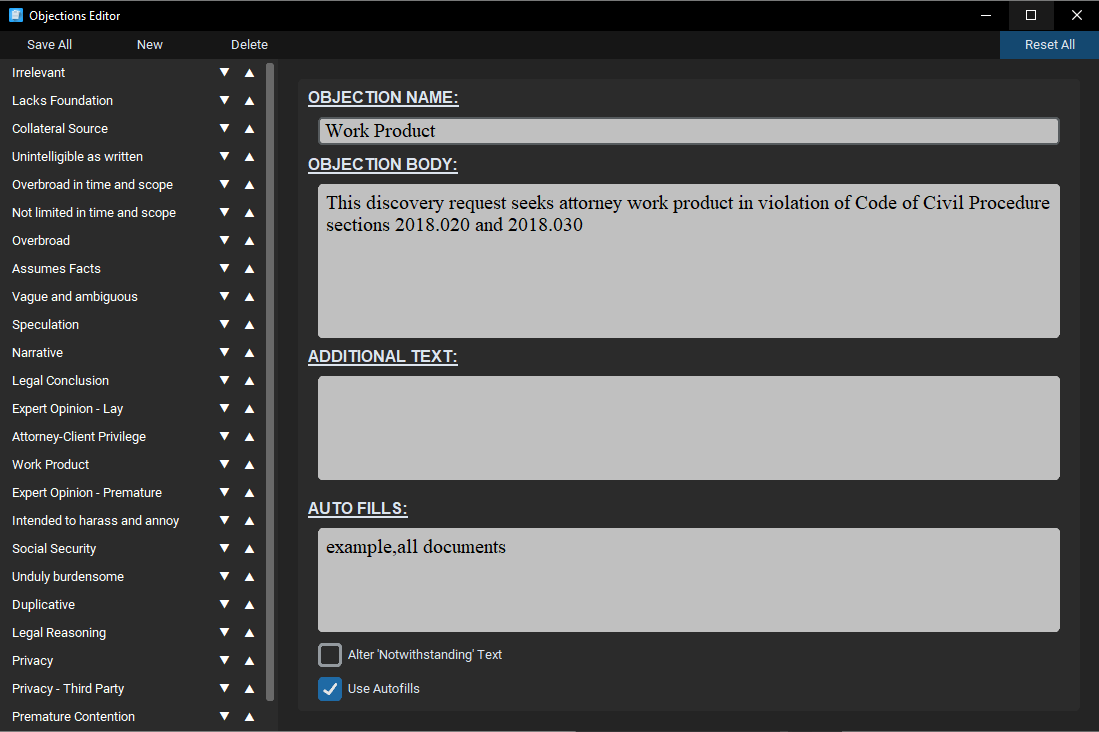 Objections Editor
Save All New Delete Reset All
Irrelevant
Lacks Foundation
Collateral Source
Unintelligible as written
Overbroad in time and scope
Not limited in time and scope
Overbroad
Assumes Facts
Vague and ambiguous
Speculation
Narrative
Legal Conclusion
Expert Opinion - Lay
Attorney-Client Privilege
Work Product
Expert Opinion - Premature
Intended to harass and annoy
Social Security
Unduly burdensome
Duplicative
Legal Reasoning
Privacy
Privacy - Third Party
Premature Contention
OBJECTION NAME:
Work Product
OBJECTION BODY:
This discovery request seeks attorney work product in violation of Code of Civil Procedure
sections 2018.020 and 2018.030
ADDITIONAL TEXT:
AUTO FILLS:
example,all documents
Alter 'Notwithstanding' Text
Use Autofills